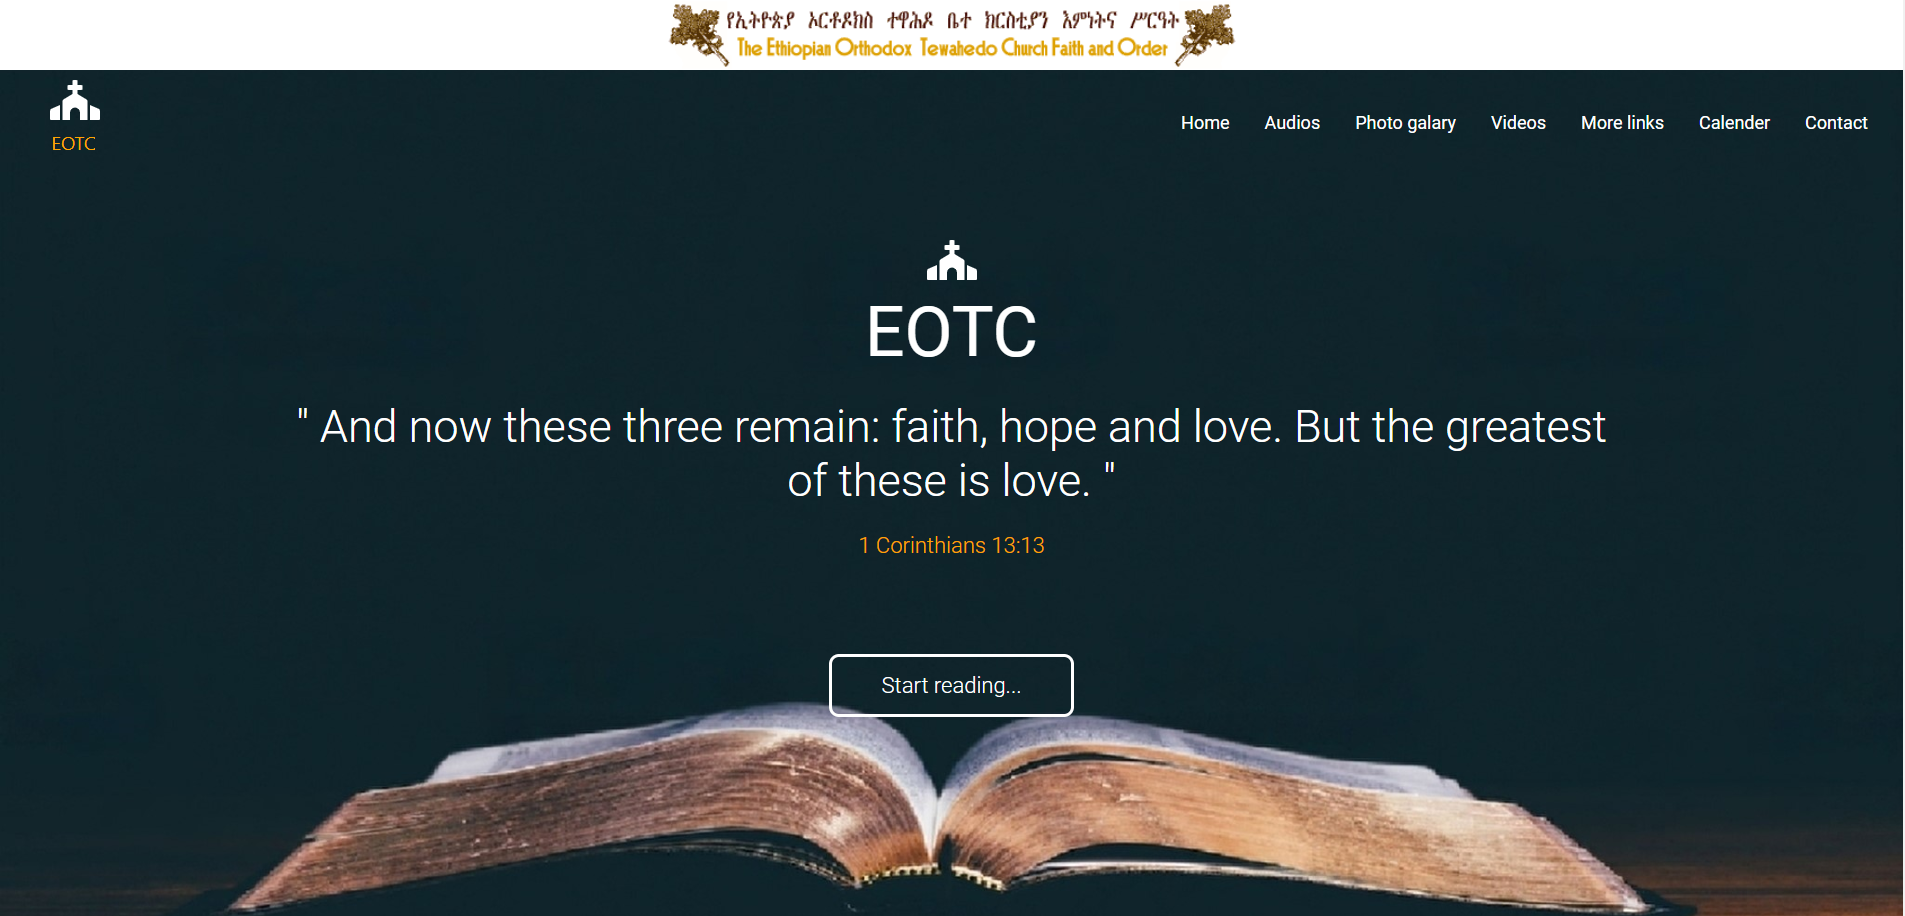 የኢትዮጵያ ኦርቶዶክስ ተዋሕዶ ቤተ ክርስቲያን እምነትና ሥርዓት
The Ethiopian Orthodox Tewahedo Church Faith and Order
EOTC
Home Audios Photo galary Videos More links Calender Contact
EOTC
" And now these three remain: faith, hope and love. But the greatest
of these is love. "
1 Corinthians 13:13
Start reading...